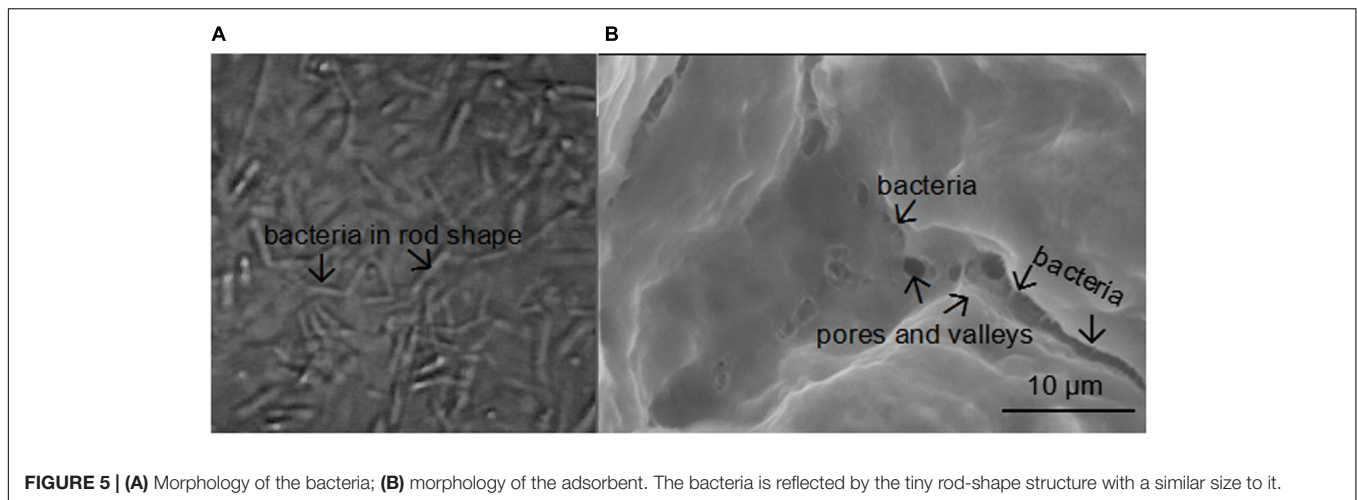 A
B
bacteria in rod shape
bacteria
bacteria
pores and valleys
10 µm
FIGURE 5 | (A) Morphology of the bacteria; (B) morphology of the adsorbent. The bacteria is reflected by the tiny rod-shape structure with a similar size to it.